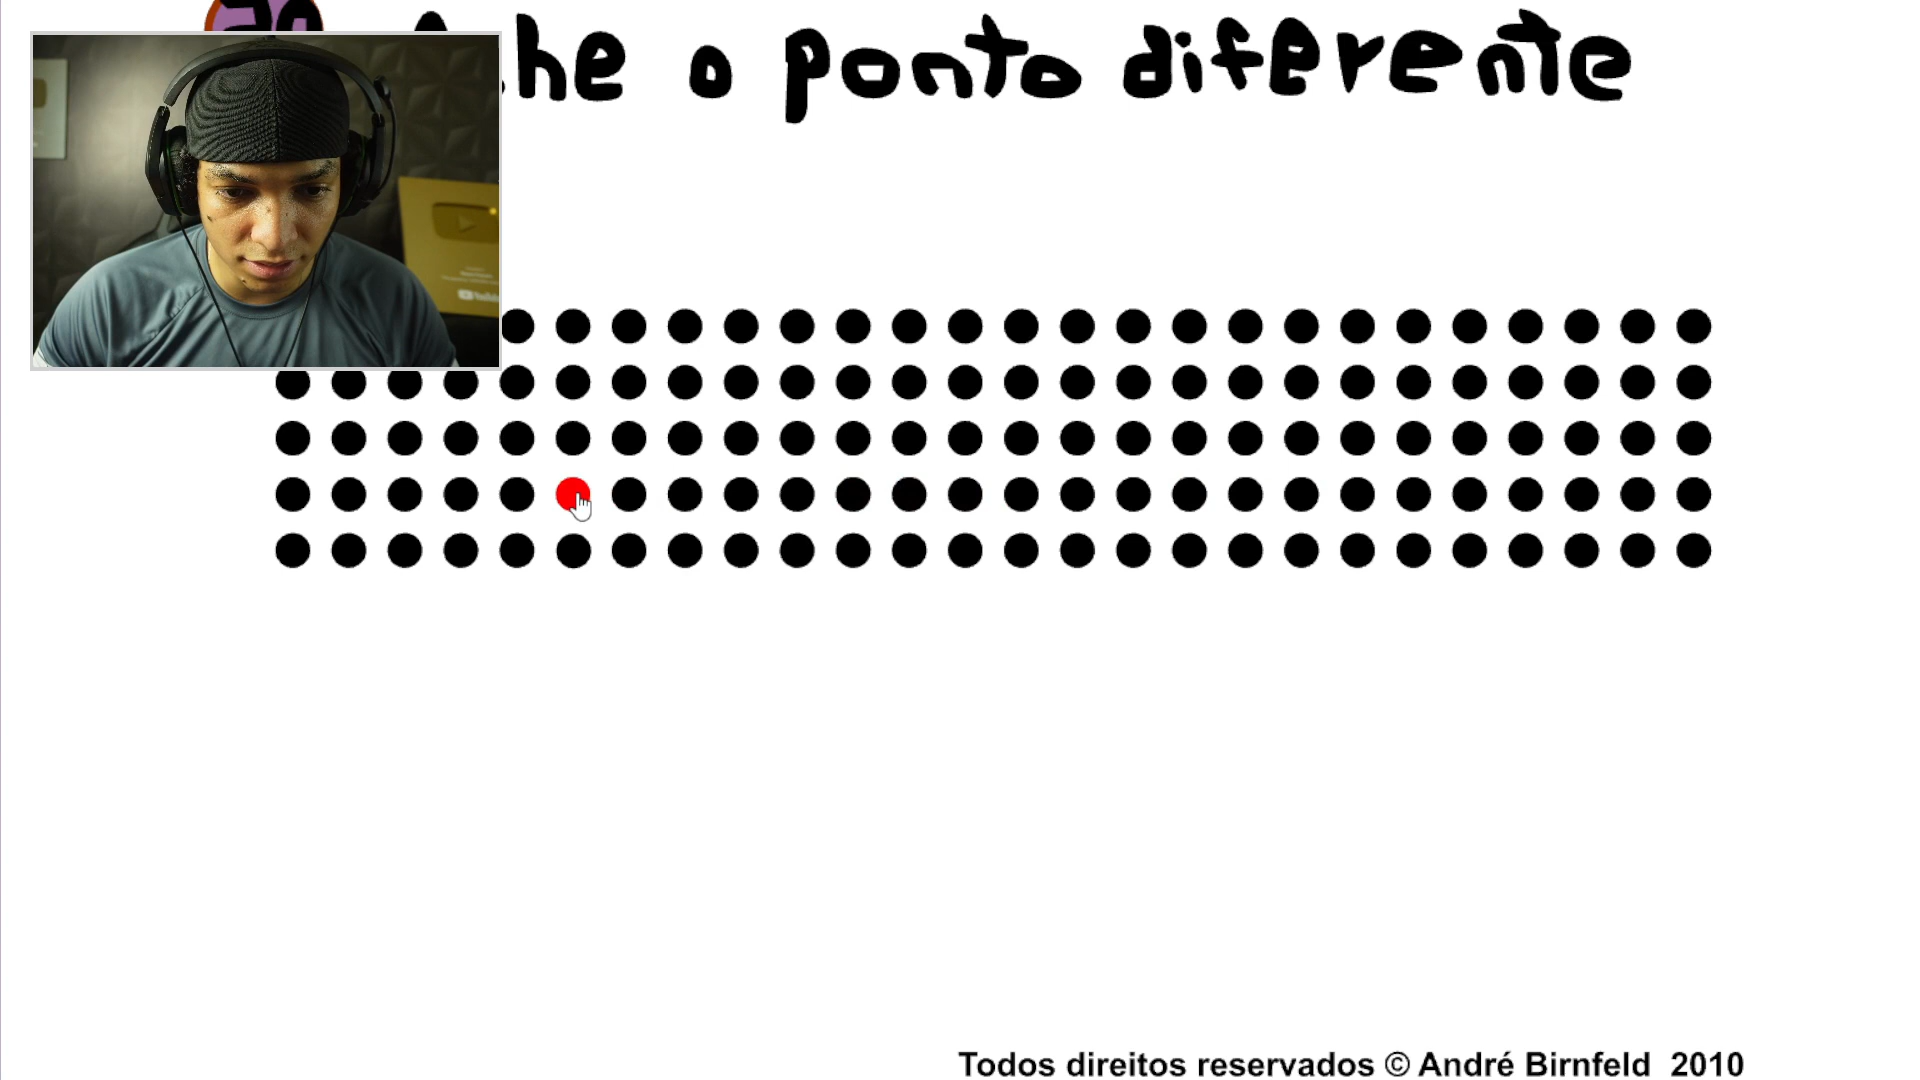 o ponto diferente
Todos direitos reservados © André Birnfeld 2010